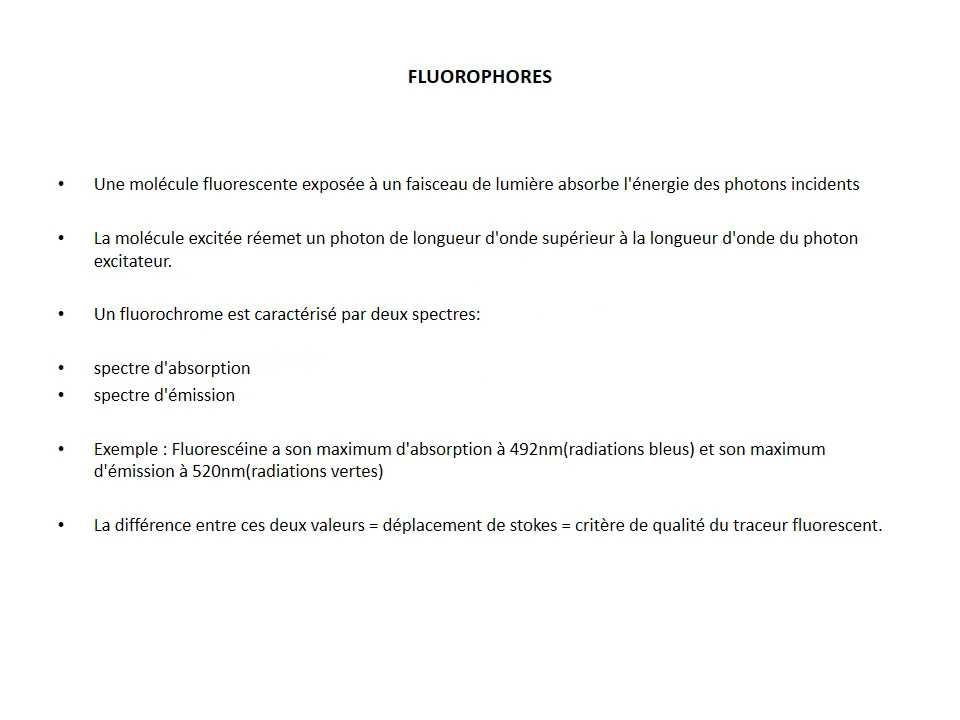 FLUOROPHORES
• Une molécule fluorescente exposée à un faisceau de lumière absorbe l'énergie des photons incidents
• La molécule excitée réemet un photon de longueur d'onde supérieur à la longueur d'onde du photon
excitateur.
• Un fluorochrome est caractérisé par deux spectres:
• spectre d'absorption
• spectre d'émission
• Exemple : Fluorescéine a son maximum d'absorption à 492nm(radiations bleus) et son maximum
d'émission à 520nm(radiations vertes)
• La différence entre ces deux valeurs = déplacement de stokes = critère de qualité du traceur fluorescent.